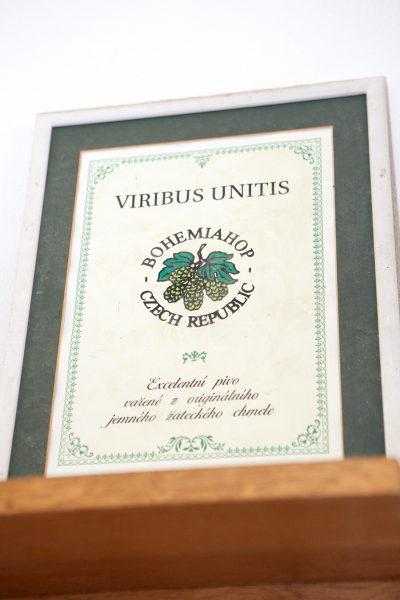 VIRIBUS UNITIS
- BOHEMIAHOP -
CZECH REPUBLIC
Excelentní pivo
vařené z originálního
jemného žateckého chmele